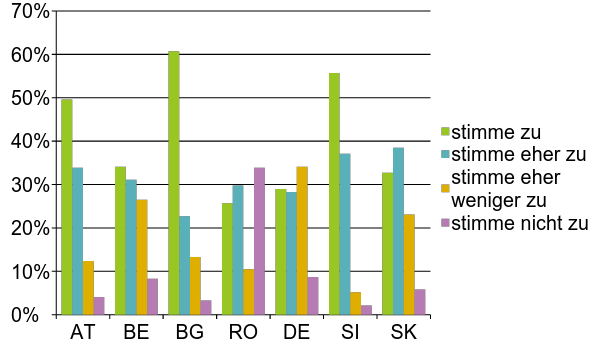 70%
60%
50%
40%
30%
20%
10%
0%
AT BE BG RO DE SI SK
stimme zu
stimme eher zu
stimme eher
weniger zu
stimme nicht zu